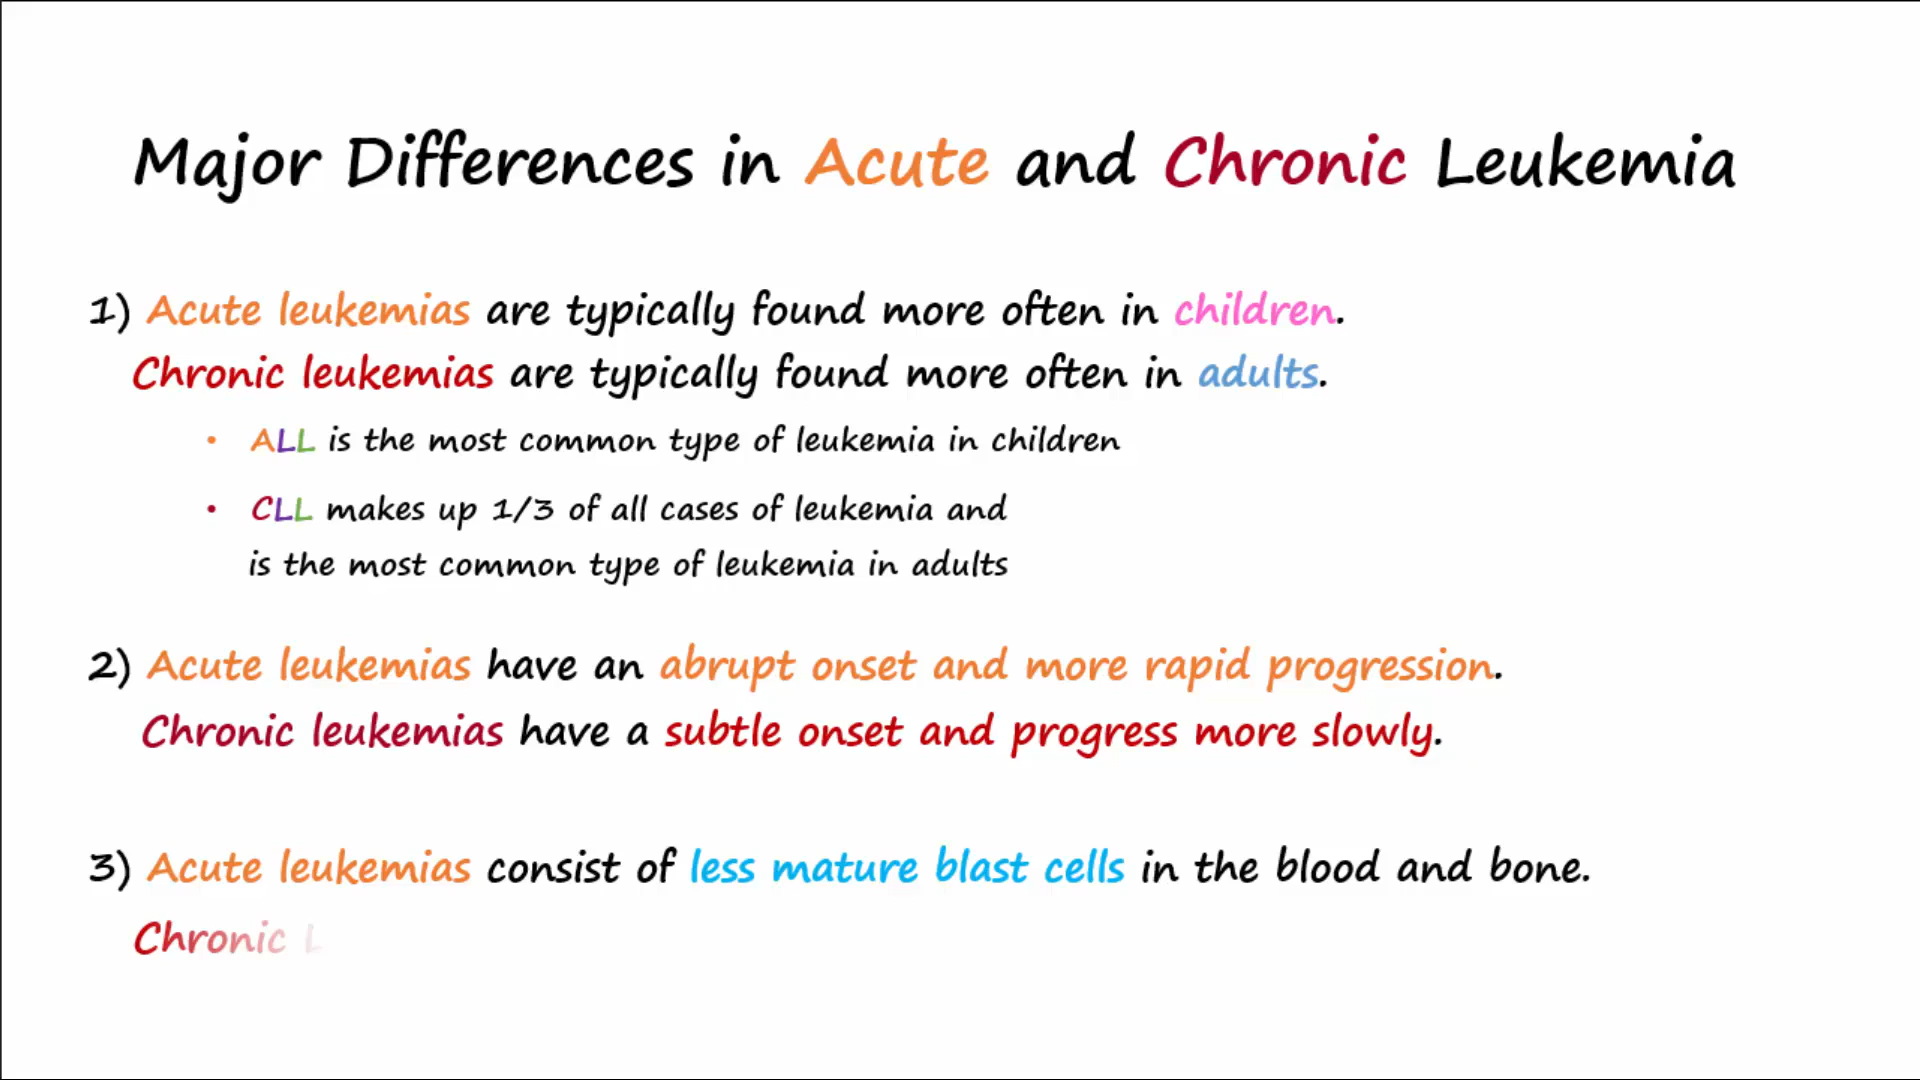 Major Differences in Acute and Chronic Leukemia
1) Acute leukemias are typically found more often in children.
Chronic leukemias are typically found more often in adults.
• ALL is the most common type of leukemia in children
• CLL makes up 1/3 of all cases of leukemia and
is the most common type of leukemia in adults
2) Acute leukemias have an abrupt onset and more rapid progression.
Chronic leukemias have a subtle onset and progress more slowly.
3) Acute leukemias consist of less mature blast cells in the blood and bone.
Chronic L